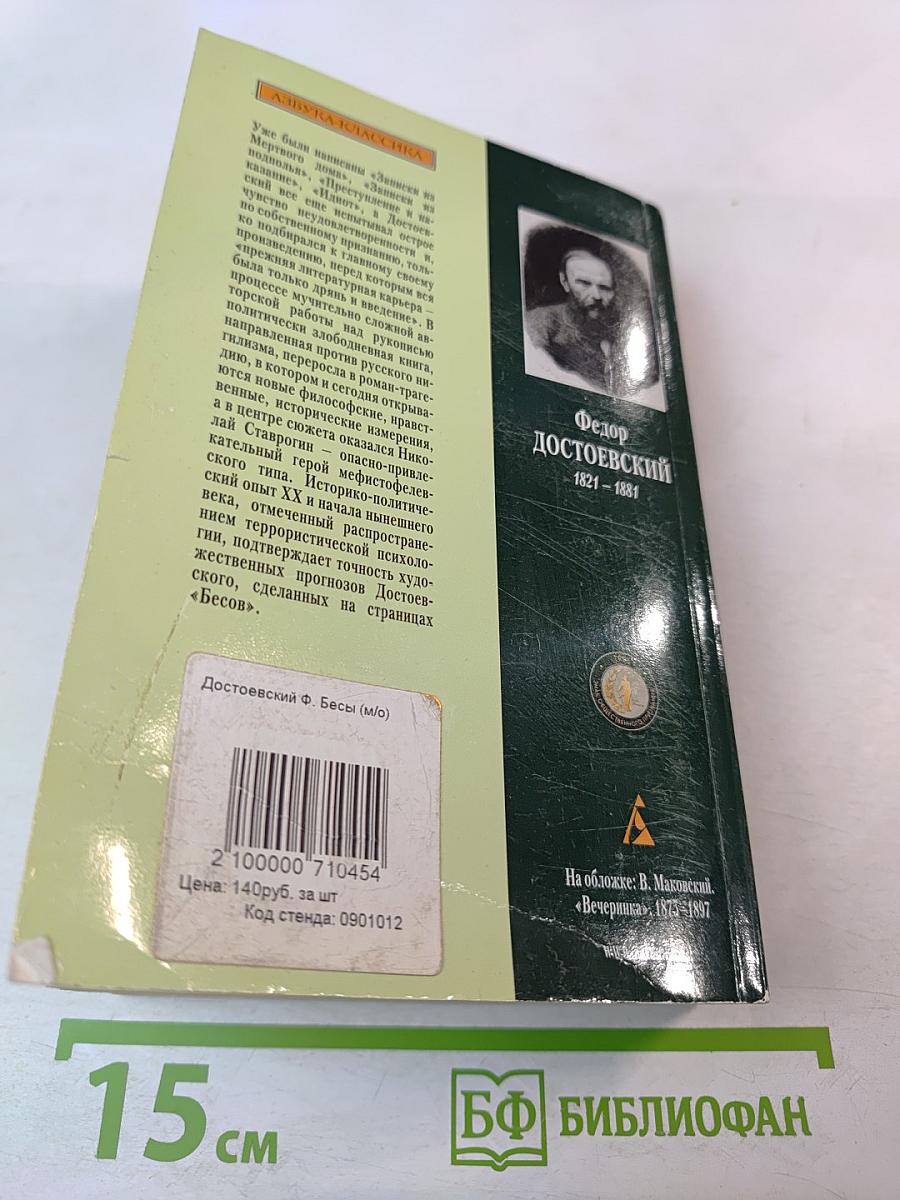 АЗБУКА-КЛАССИКА
Уже были написаны «Записки из
Мертвого дома», «Записки из
подполья», «Преступление и на-
казание», «Идиот», а Достоев-
ский все еще испытывал острое
чувство неудовлетворенности и,
по собственному признанию, толь-
ко подбирался к главному своему
произведению, перед которым вся
«прежняя литературная карьера –
была только дрянь и введение». В
процессе мучительно сложной ав-
торской работы над рукописью
политически злободневная книга,
направленная против русского ни-
гилизма, переросла в роман-траге-
дию, в котором и сегодня открыва-
ются новые философские, нравст-
венные, исторические измерения,
а в центре сюжета оказался Нико-
лай Ставрогин – опасно-привле-
кательный герой мефистофелев-
ского типа. Историко-политиче-
ский опыт XX и начала нынешнего
века, отмеченный распростране-
нием террористической психоло-
гии, подтверждает точность худо-
жественных прогнозов Достоев-
ского, сделанных на страницах
«Бесов».
Достоевский Ф. Бесы (м/о)
2 100000 710454
Цена: 140руб. за шт
Код стенда: 0901012
Федор
ДОСТОЕВСКИЙ
1821 – 1881
На обложке: В. Маковский.
«Вечеринка». 1875–1897
15 см
БФ БИБЛИОФАН